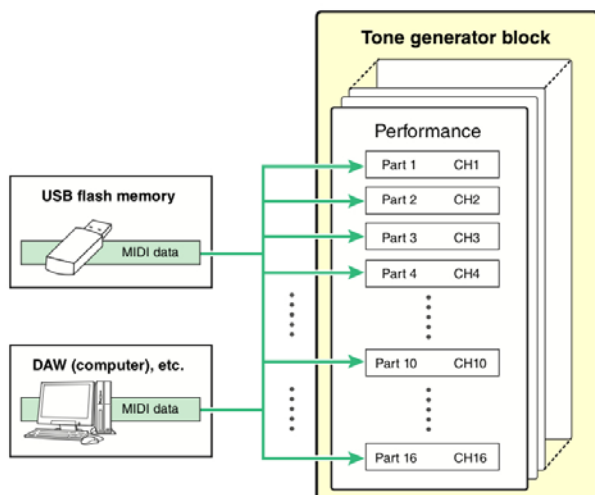 Tone generator block
Performance
Part 1 CH1
Part 2 CH2
Part 3 CH3
Part 4 CH4
Part 10 CH10
Part 16 CH16
USB flash memory
MIDI data
DAW (computer), etc.
MIDI data